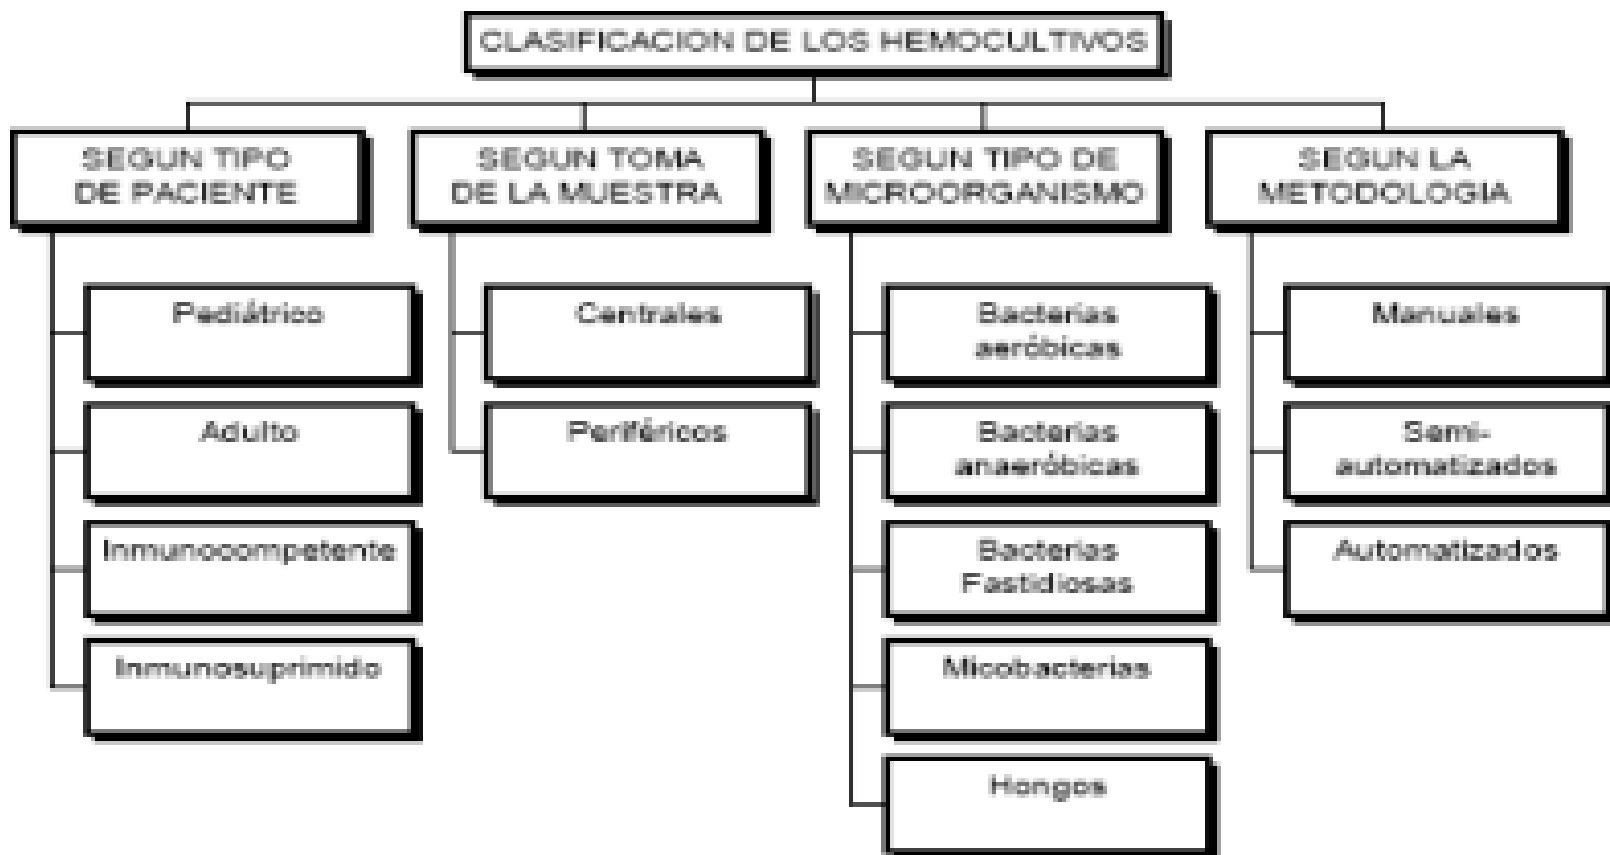 CLASIFICACION DE LOS HEMOCULTIVOS
SEGUN TIPO
DE PACIENTE
Pediátrico
Adulto
Inmunocompetente
Inmunosuprimido
SEGUN TOMA
DE LA MUESTRA
Centrales
Periféricos
SEGUN TIPO DE
MICROORGANISMO
Bacterias
aeróbicas
Bacterias
anaeróbicas
Bacterias
Fastidiosas
Micobacterias
Hongos
SEGUN LA
METODOLOGIA
Manuales
Semi-
automatizados
Automatizados